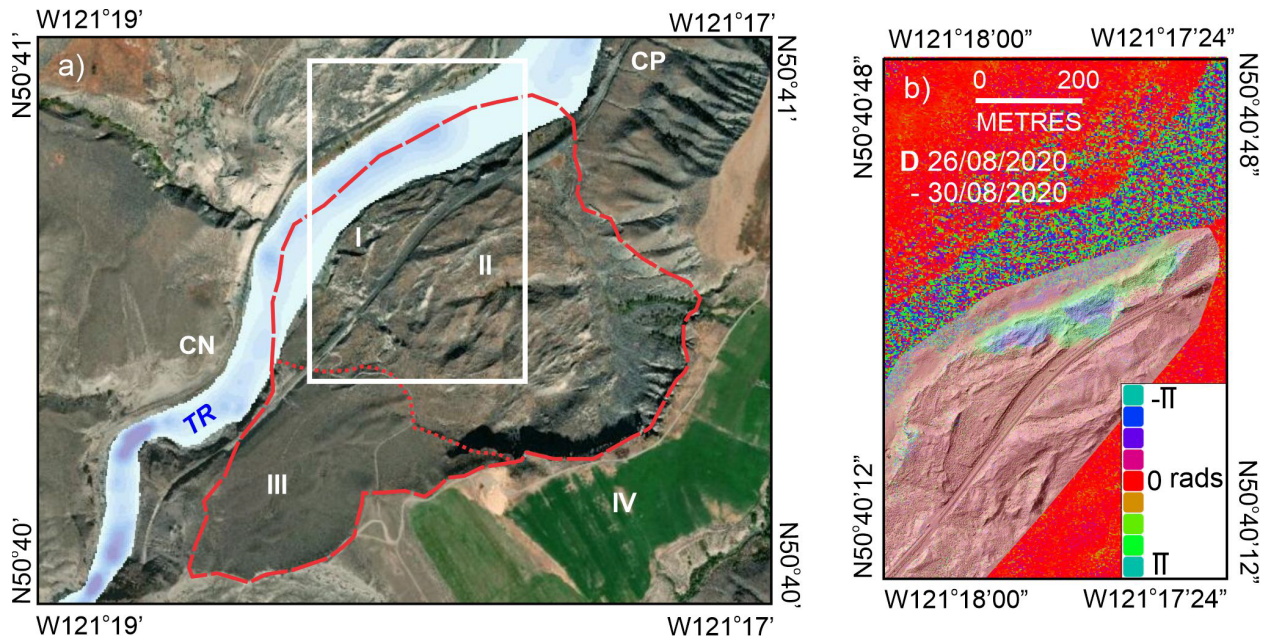 W121°19’
W121°17’
N50°41’
a)
CP
N50°41’
I
II
CN
TR
III
IV
N50°40’
N50°40’
W121°19’
W121°17’
W121°18’00”
W121°17’24”
N50°40’48”
b)
0 200
METRES
N50°40’48”
D 26/08/2020
- 30/08/2020
-π
0 rads
π
N50°40’12”
N50°40’12”
W121°18’00”
W121°17’24”